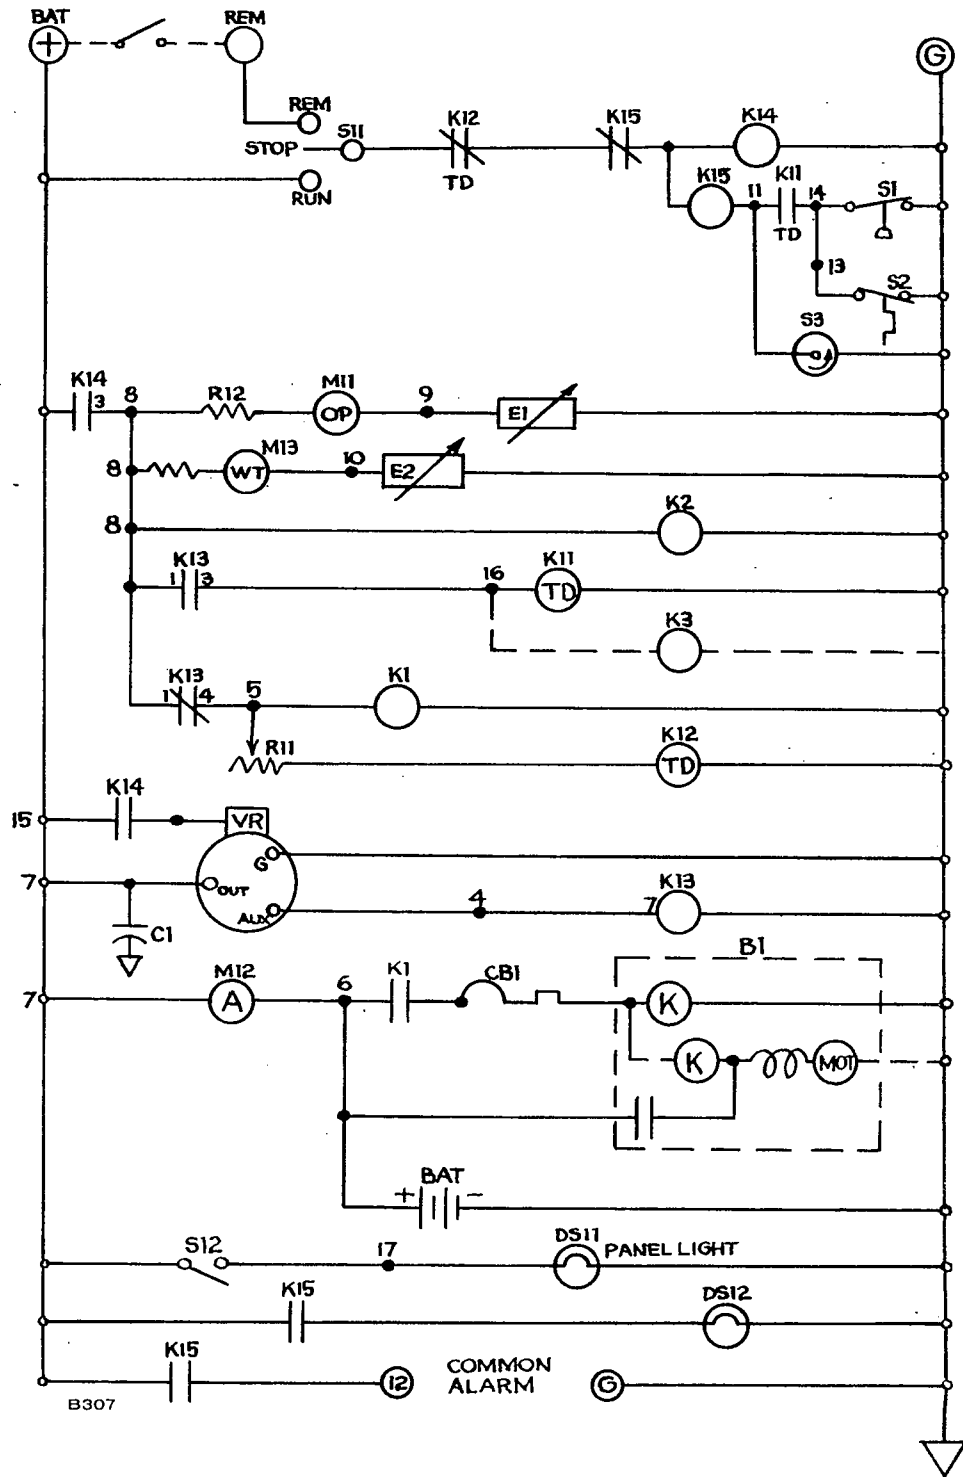 BAT REM G
+
REM
STOP S11 K12 K15 K14
TD
RUN K15 11 K11 14 S1
TD
13
S2
S3
K14 3 8 R12 M11 OP 9 E1
8 M13 WT 10 E2
8 K2
K13 1 3 16 K11 TD
K3
K13 1 4 5 K1
R11 K12 TD
K14
15 VR
G
7 OUT K13
AUX 4 7
C1
B1
M12 K1 CB1
7 A 6 K
K MOT
BAT
+ -
S12 17 DS11 PANEL LIGHT
K15 DS12
K15 12 COMMON ALARM G
B307